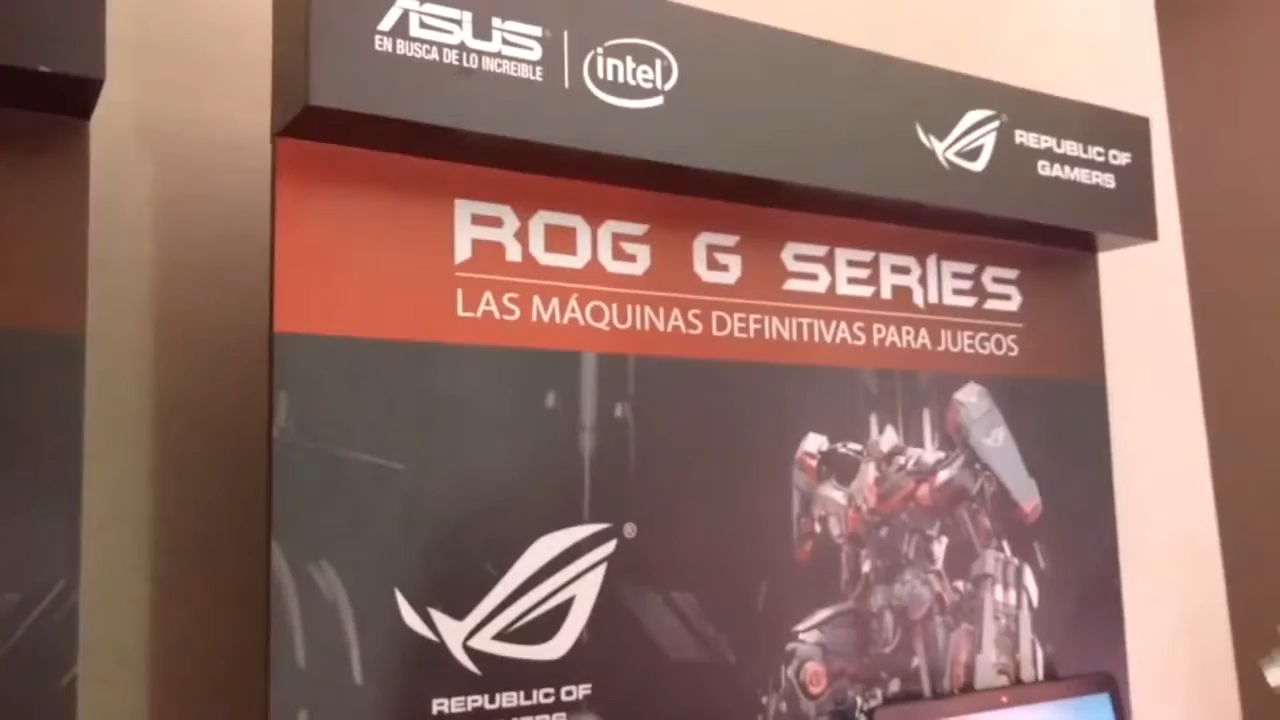 ASUS
EN BUSCA DE LO INCREIBLE
intel
REPUBLIC OF
GAMERS
ROG G SERIES
LAS MÁQUINAS DEFINITIVAS PARA JUEGOS
REPUBLIC OF